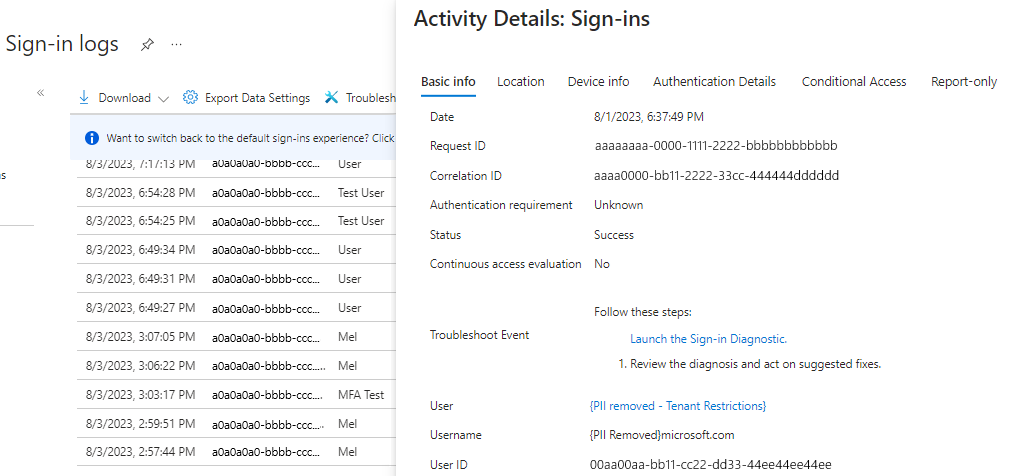 Sign-in logs
Download
Export Data Settings
Troublesh
Want to switch back to the default sign-ins experience? Click
8/3/2023, 7:17:13 PM a0a0a0a0-bbbb-ccc... User
8/3/2023, 6:54:28 PM a0a0a0a0-bbbb-ccc... Test User
8/3/2023, 6:54:25 PM a0a0a0a0-bbbb-ccc... Test User
8/3/2023, 6:49:34 PM a0a0a0a0-bbbb-ccc... User
8/3/2023, 6:49:31 PM a0a0a0a0-bbbb-ccc... User
8/3/2023, 6:49:27 PM a0a0a0a0-bbbb-ccc... User
8/3/2023, 3:07:05 PM a0a0a0a0-bbbb-ccc... Mel
8/3/2023, 3:06:22 PM a0a0a0a0-bbbb-ccc..... Mel
8/3/2023, 3:03:17 PM a0a0a0a0-bbbb-ccc.... MFA Test
8/3/2023, 2:59:51 PM a0a0a0a0-bbbb-ccc.... Mel
8/3/2023, 2:57:44 PM a0a0a0a0-bbbb-ccc... Mel
Activity Details: Sign-ins
Basic info Location Device info Authentication Details Conditional Access Report-only
Date 8/1/2023, 6:37:49 PM
Request ID aaaaaaaa-0000-1111-2222-bbbbbbbbbbbb
Correlation ID aaaa0000-bb11-2222-33cc-444444dddddd
Authentication requirement Unknown
Status Success
Continuous access evaluation No
Follow these steps:
Troubleshoot Event
Launch the Sign-in Diagnostic.
1. Review the diagnosis and act on suggested fixes.
User {PII removed - Tenant Restrictions}
Username {PII Removed}microsoft.com
User ID 00aa00aa-bb11-cc22-dd33-44ee44ee44ee